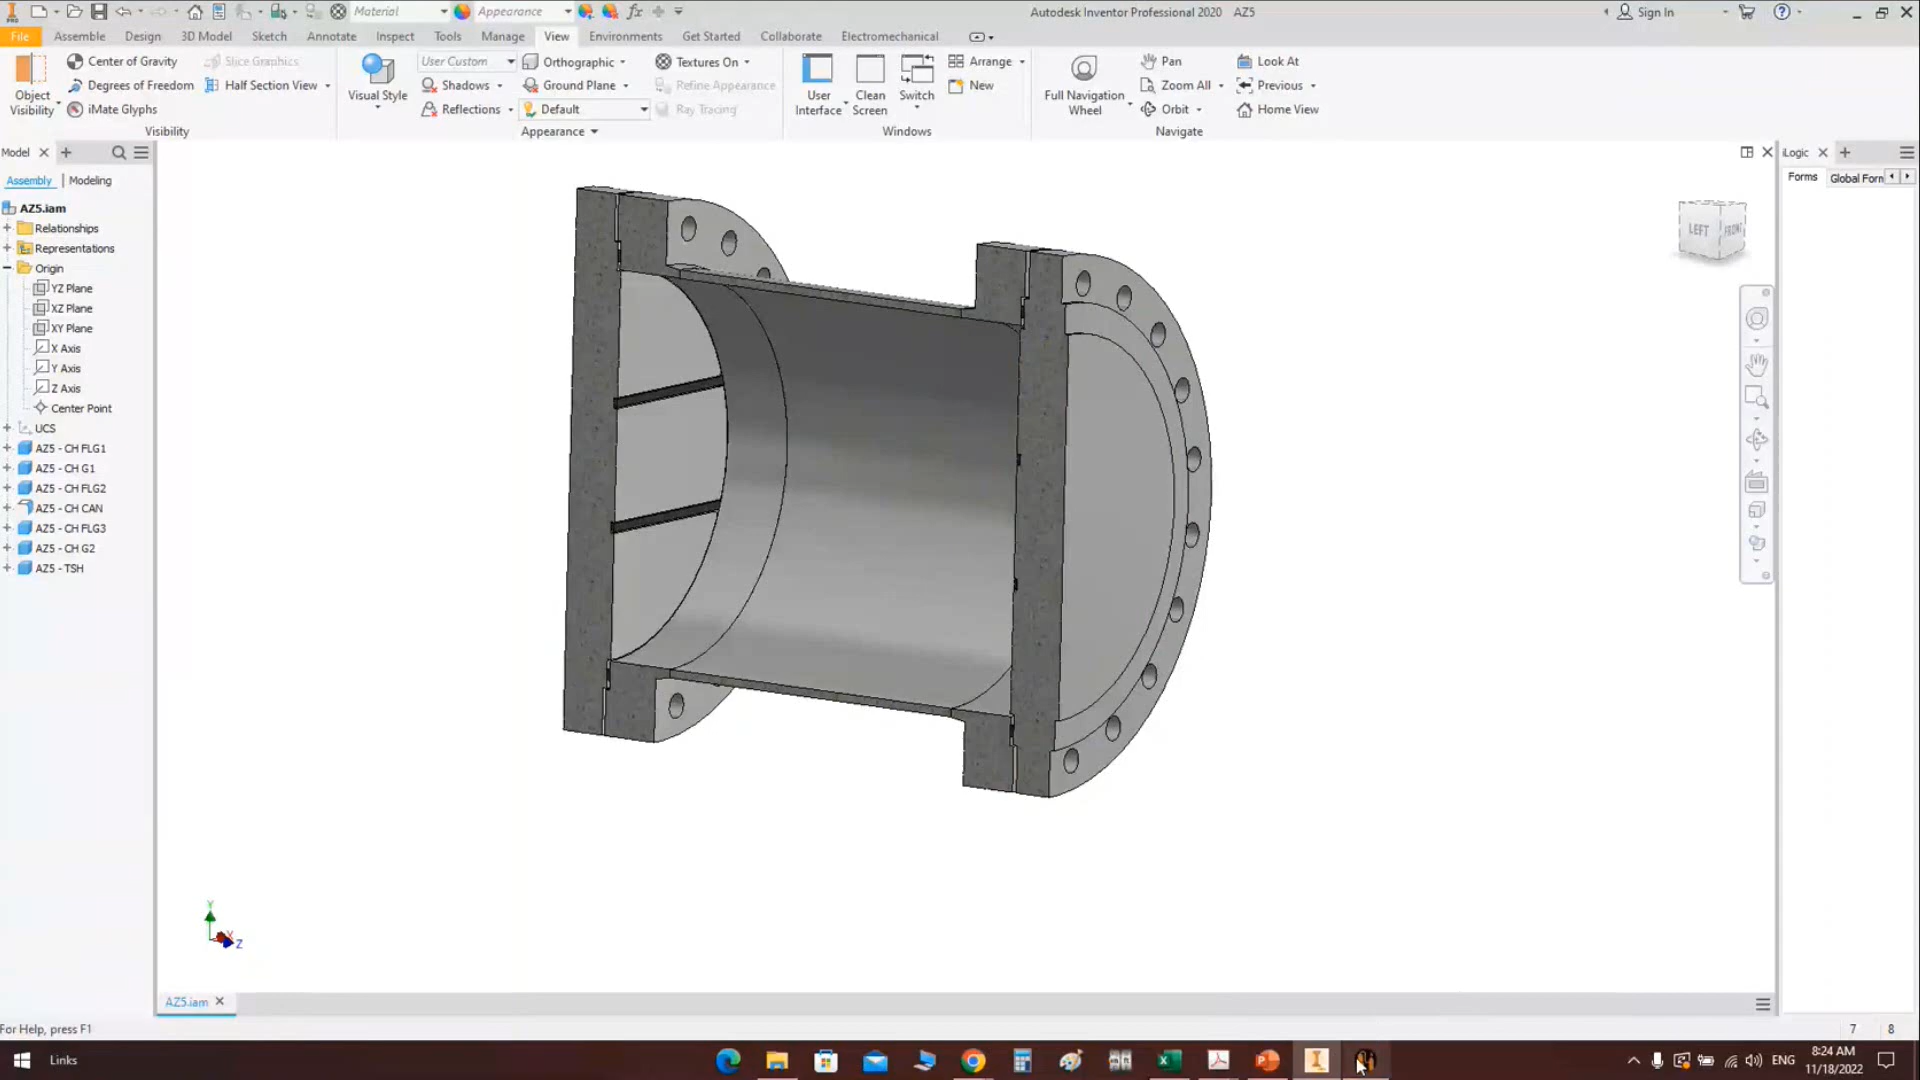 Material
Appearance
Autodesk Inventor Professional 2020 AZ5
Sign In
File Assemble Design 3D Model Sketch Annotate Inspect Tools Manage View Environments Get Started Collaborate Electromechanical
Object Visibility
Center of Gravity
Degrees of Freedom
iMate Glyphs
Slice Graphics
Half Section View
Visibility
Visual Style
User Custom
Shadows
Reflections
Orthographic
Ground Plane
Default
Textures On
Refine Appearance
Ray Tracing
Appearance
User Interface
Clean Screen
Switch
Arrange
New
Windows
Full Navigation Wheel
Pan
Zoom All
Orbit
Look At
Previous
Home View
Navigate
Model
Assembly | Modeling
AZ5.iam
Relationships
Representations
Origin
YZ Plane
XZ Plane
XY Plane
X Axis
Y Axis
Z Axis
Center Point
UCS
AZ5 - CH FLG1
AZ5 - CH G1
AZ5 - CH FLG2
AZ5 - CH CAN
AZ5 - CH FLG3
AZ5 - CH G2
AZ5 - TSH
iLogic
Forms Global Forn
LEFT FRONT
Y
X
Z
AZ5.iam
For Help, press F1
7 8
Links
ENG
8:24 AM
11/18/2022